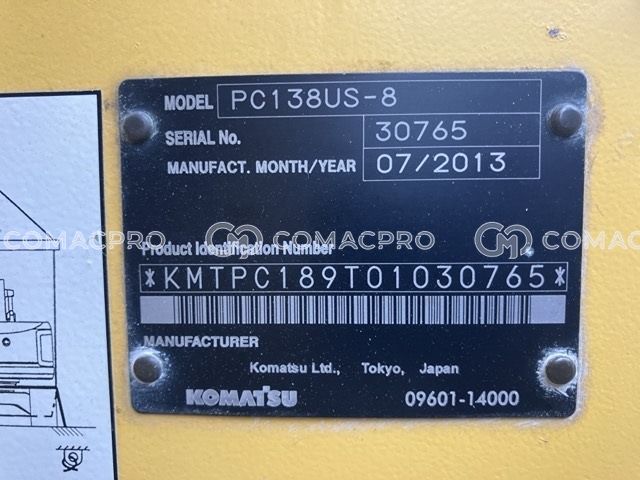 MODEL PC138US-8
SERIAL No. 30765
MANUFACT. MONTH/YEAR 07/2013
COMACPRO COMACPRO COMACPRO
Product Identification Number
*KMTPC189T01030765*
MANUFACTURER
Komatsu Ltd., Tokyo, Japan
KOMATSU 09601-14000